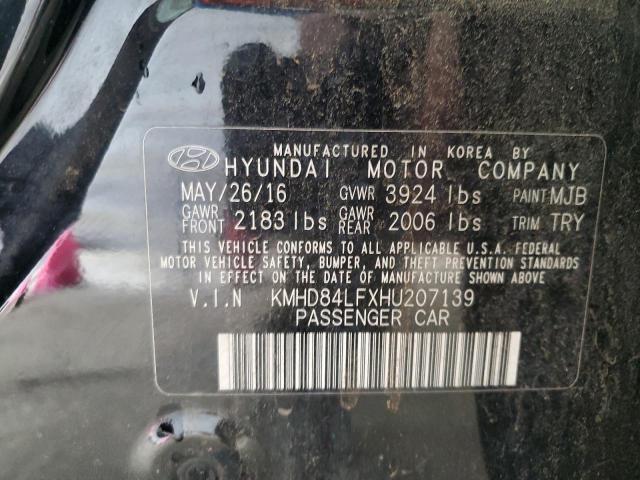 MANUFACTURED IN KOREA BY
HYUNDAI MOTOR COMPANY
MAY/26/16 GVWR 3924 lbs PAINT MJB
GAWR FRONT 2183 lbs GAWR REAR 2006 lbs TRIM TRY
THIS VEHICLE CONFORMS TO ALL APPLICABLE U.S.A. FEDERAL
MOTOR VEHICLE SAFETY, BUMPER, AND THEFT PREVENTION STANDARDS
IN EFFECT ON THE DATE OF MANUFACTURE SHOWN ABOVE
V.I.N KMHD84LFXHU207139
PASSENGER CAR